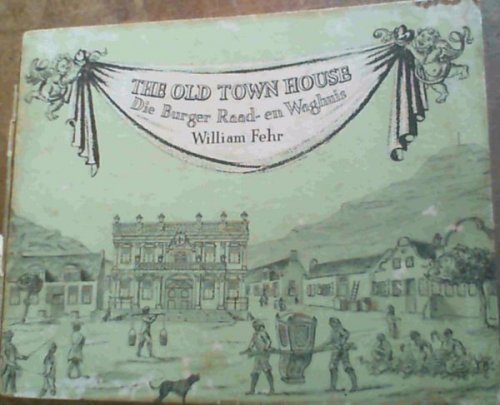 THE OLD TOWN HOUSE
Die Burger Raad- en Waghuis
William Fehr